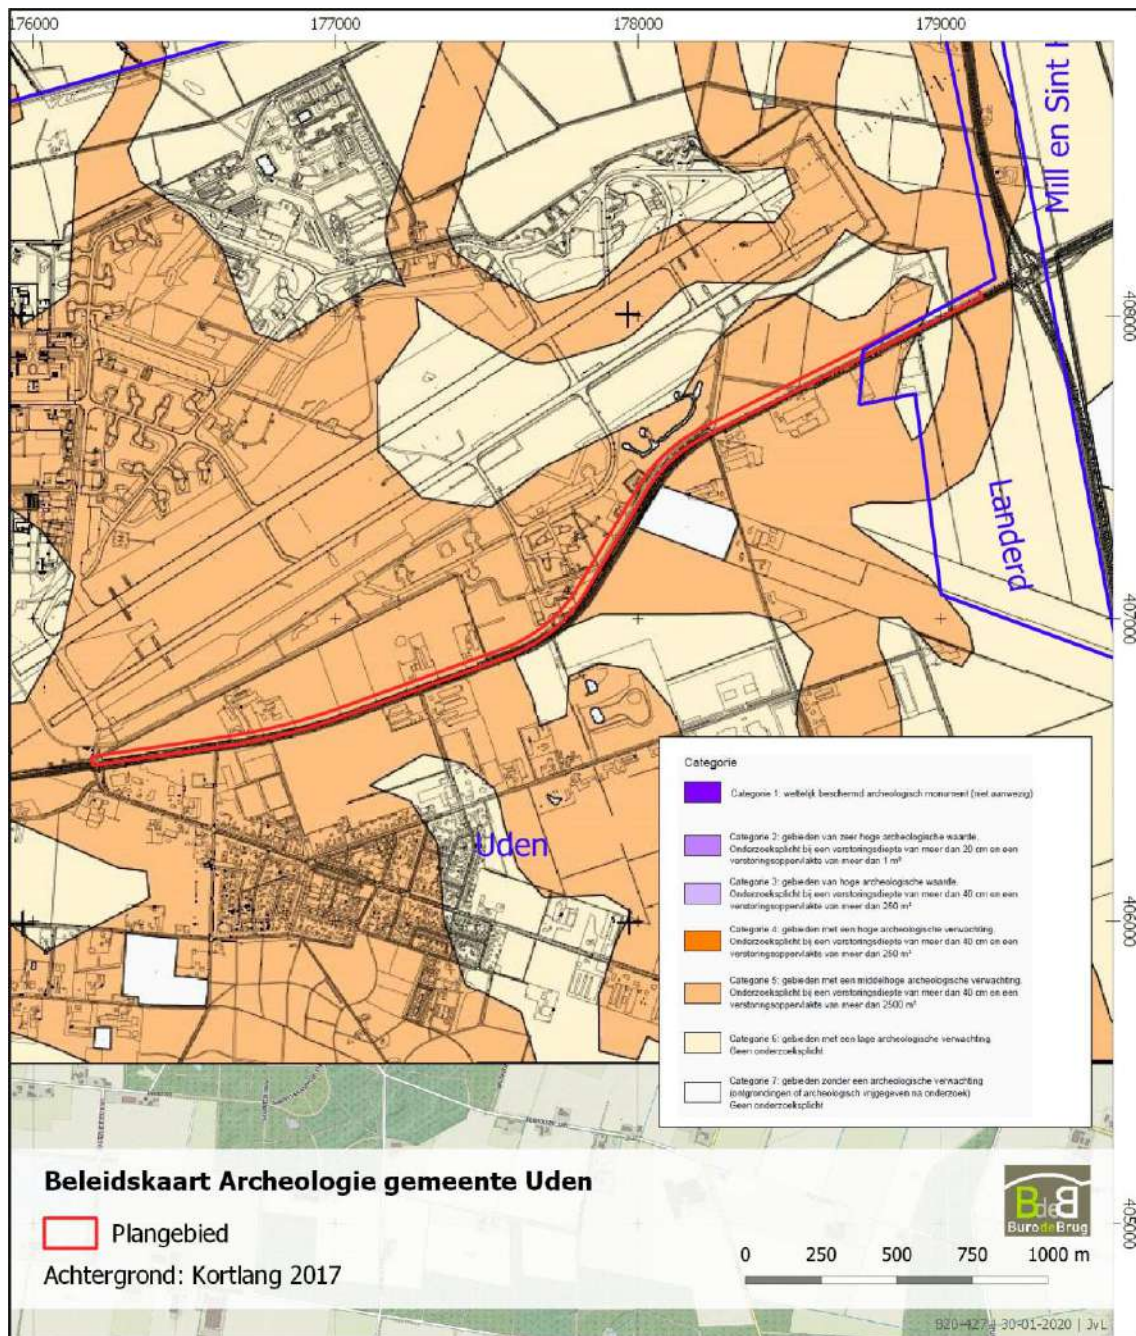 176000 177000 178000 179000
Mill en Sint H
408000
Landerd
407000
Uden
406000
405000
Categorie
Categorie 1: wettelijk beschermd archeologisch monument (niet aanwezig)
Categorie 2: gebieden van zeer hoge archeologische waarde.
Onderzoeksplicht bij een verstoringsdiepte van meer dan 20 cm en een
verstoringsoppervlakte van meer dan 1 m²
Categorie 3: gebieden van hoge archeologische waarde.
Onderzoeksplicht bij een verstoringsdiepte van meer dan 40 cm en een
verstoringsoppervlakte van meer dan 250 m²
Categorie 4: gebieden met een hoge archeologische verwachting.
Onderzoeksplicht bij een verstoringsdiepte van meer dan 40 cm en een
verstoringsoppervlakte van meer dan 250 m²
Categorie 5: gebieden met een middelhoge archeologische verwachting.
Onderzoeksplicht bij een verstoringsdiepte van meer dan 40 cm en een
verstoringsoppervlakte van meer dan 2500 m²
Categorie 6: gebieden met een lage archeologische verwachting
Geen onderzoeksplicht
Categorie 7: gebieden zonder een archeologische verwachting
(ontgrondingen of archeologisch vrijgegeven na onderzoek)
Geen onderzoeksplicht
Beleidskaart Archeologie gemeente Uden
Plangebied
Achtergrond: Kortlang 2017
BdeB
BurodeBrug
0 250 500 750 1000 m
30-01-2020 | JvL